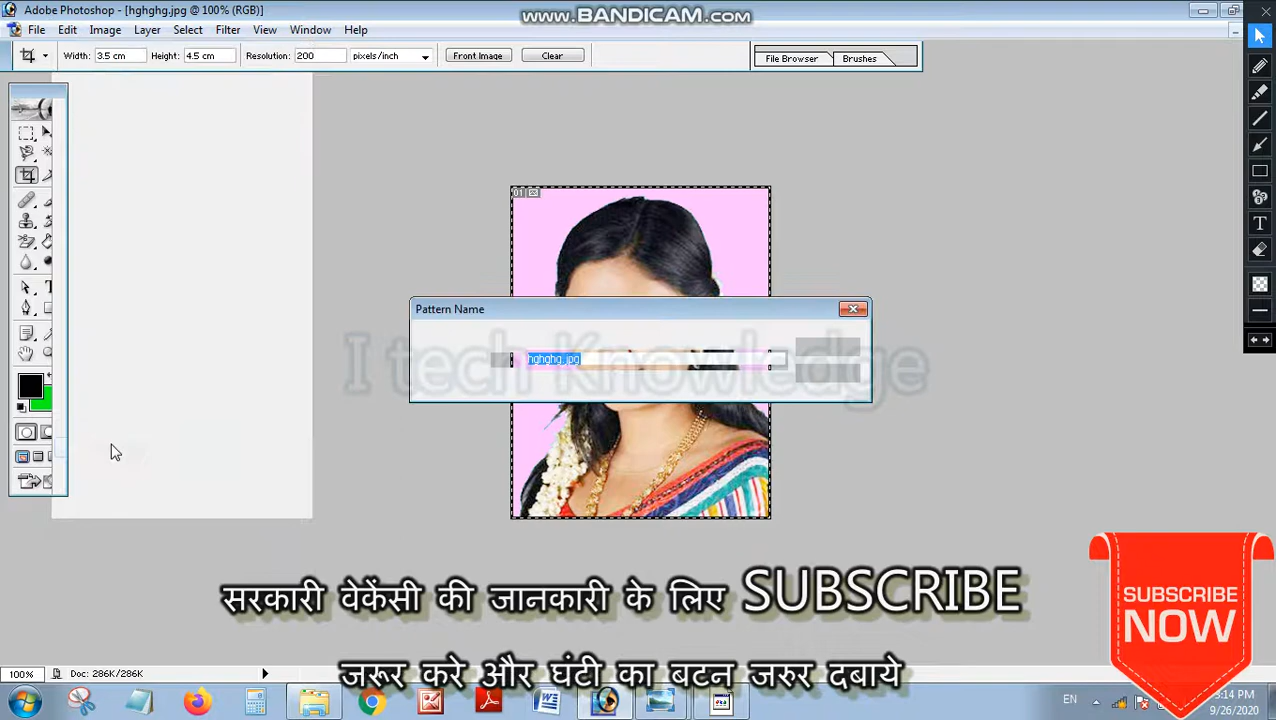 Adobe Photoshop - [hghghg.jpg @ 100% (RGB)]
www.BANDICAM.com
File Edit Image Layer Select Filter View Window Help
Width: 3.5 cm Height: 4.5 cm Resolution: 200 pixels/inch Front Image Clear File Browser Brushes
01
Pattern Name
hghghg.jpg
I tech Knowledge
सरकारी वेकेंसी की जानकारी के लिए SUBSCRIBE
जरूर करे और घंटी का बटन जरुर दबाये
SUBSCRIBE
NOW
100% Doc: 286K/286K
EN
9/26/2020